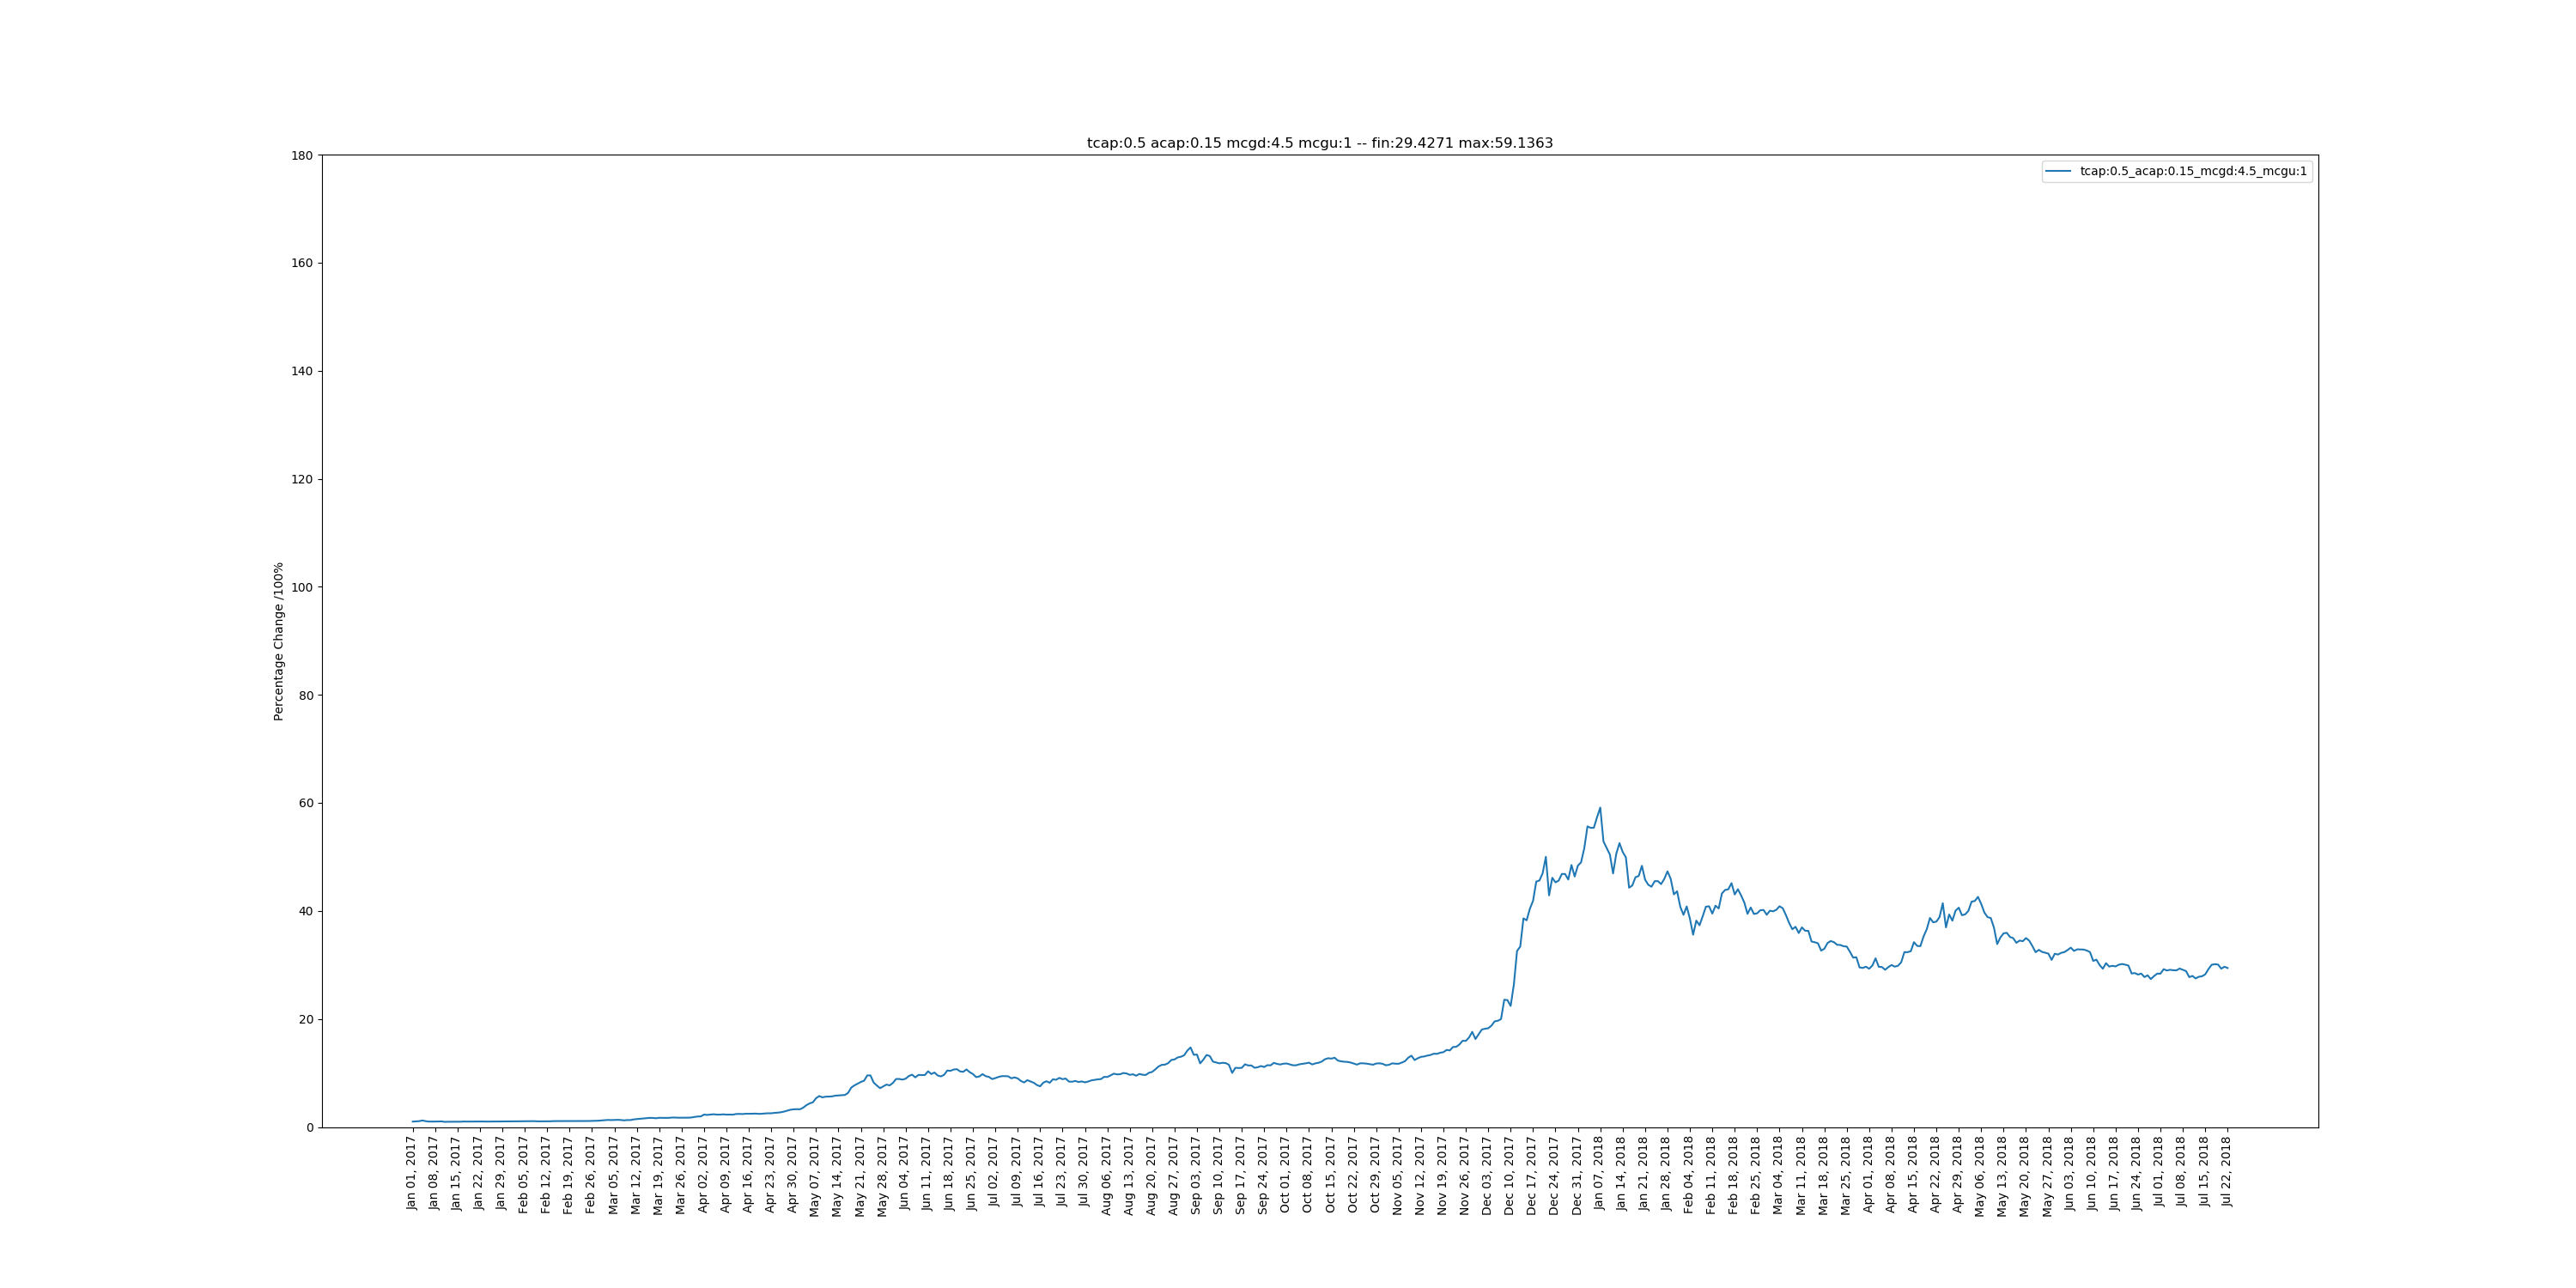 tcap:0.5 acap:0.15 mcgd:4.5 mcgu:1 -- fin:29.4271 max:59.1363
tcap:0.5_acap:0.15_mcgd:4.5_mcgu:1
Percentage Change /100%
180
160
140
120
100
80
60
40
20
0
Jan 01, 2017
Jan 08, 2017
Jan 15, 2017
Jan 22, 2017
Jan 29, 2017
Feb 05, 2017
Feb 12, 2017
Feb 19, 2017
Feb 26, 2017
Mar 05, 2017
Mar 12, 2017
Mar 19, 2017
Mar 26, 2017
Apr 02, 2017
Apr 09, 2017
Apr 16, 2017
Apr 23, 2017
Apr 30, 2017
May 07, 2017
May 14, 2017
May 21, 2017
May 28, 2017
Jun 04, 2017
Jun 11, 2017
Jun 18, 2017
Jun 25, 2017
Jul 02, 2017
Jul 09, 2017
Jul 16, 2017
Jul 23, 2017
Jul 30, 2017
Aug 06, 2017
Aug 13, 2017
Aug 20, 2017
Aug 27, 2017
Sep 03, 2017
Sep 10, 2017
Sep 17, 2017
Sep 24, 2017
Oct 01, 2017
Oct 08, 2017
Oct 15, 2017
Oct 22, 2017
Oct 29, 2017
Nov 05, 2017
Nov 12, 2017
Nov 19, 2017
Nov 26, 2017
Dec 03, 2017
Dec 10, 2017
Dec 17, 2017
Dec 24, 2017
Dec 31, 2017
Jan 07, 2018
Jan 14, 2018
Jan 21, 2018
Jan 28, 2018
Feb 04, 2018
Feb 11, 2018
Feb 18, 2018
Feb 25, 2018
Mar 04, 2018
Mar 11, 2018
Mar 18, 2018
Mar 25, 2018
Apr 01, 2018
Apr 08, 2018
Apr 15, 2018
Apr 22, 2018
Apr 29, 2018
May 06, 2018
May 13, 2018
May 20, 2018
May 27, 2018
Jun 03, 2018
Jun 10, 2018
Jun 17, 2018
Jun 24, 2018
Jul 01, 2018
Jul 08, 2018
Jul 15, 2018
Jul 22, 2018